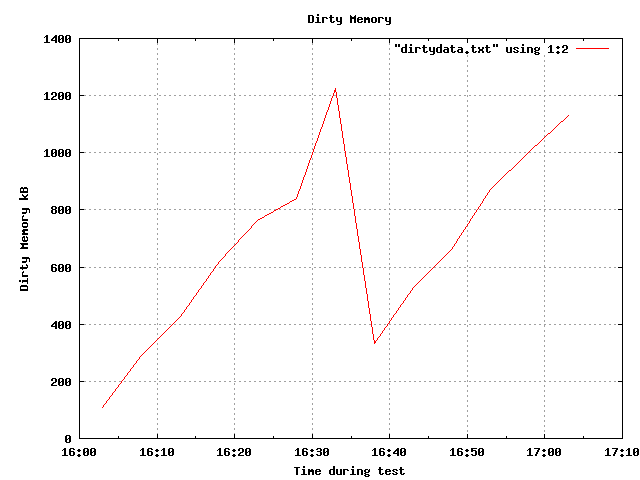 Dirty Memory
"dirtydata.txt" using 1:2
1400
1200
1000
800
600
400
200
0
Dirty Memory kB
16:00 16:10 16:20 16:30 16:40 16:50 17:00 17:10
Time during test